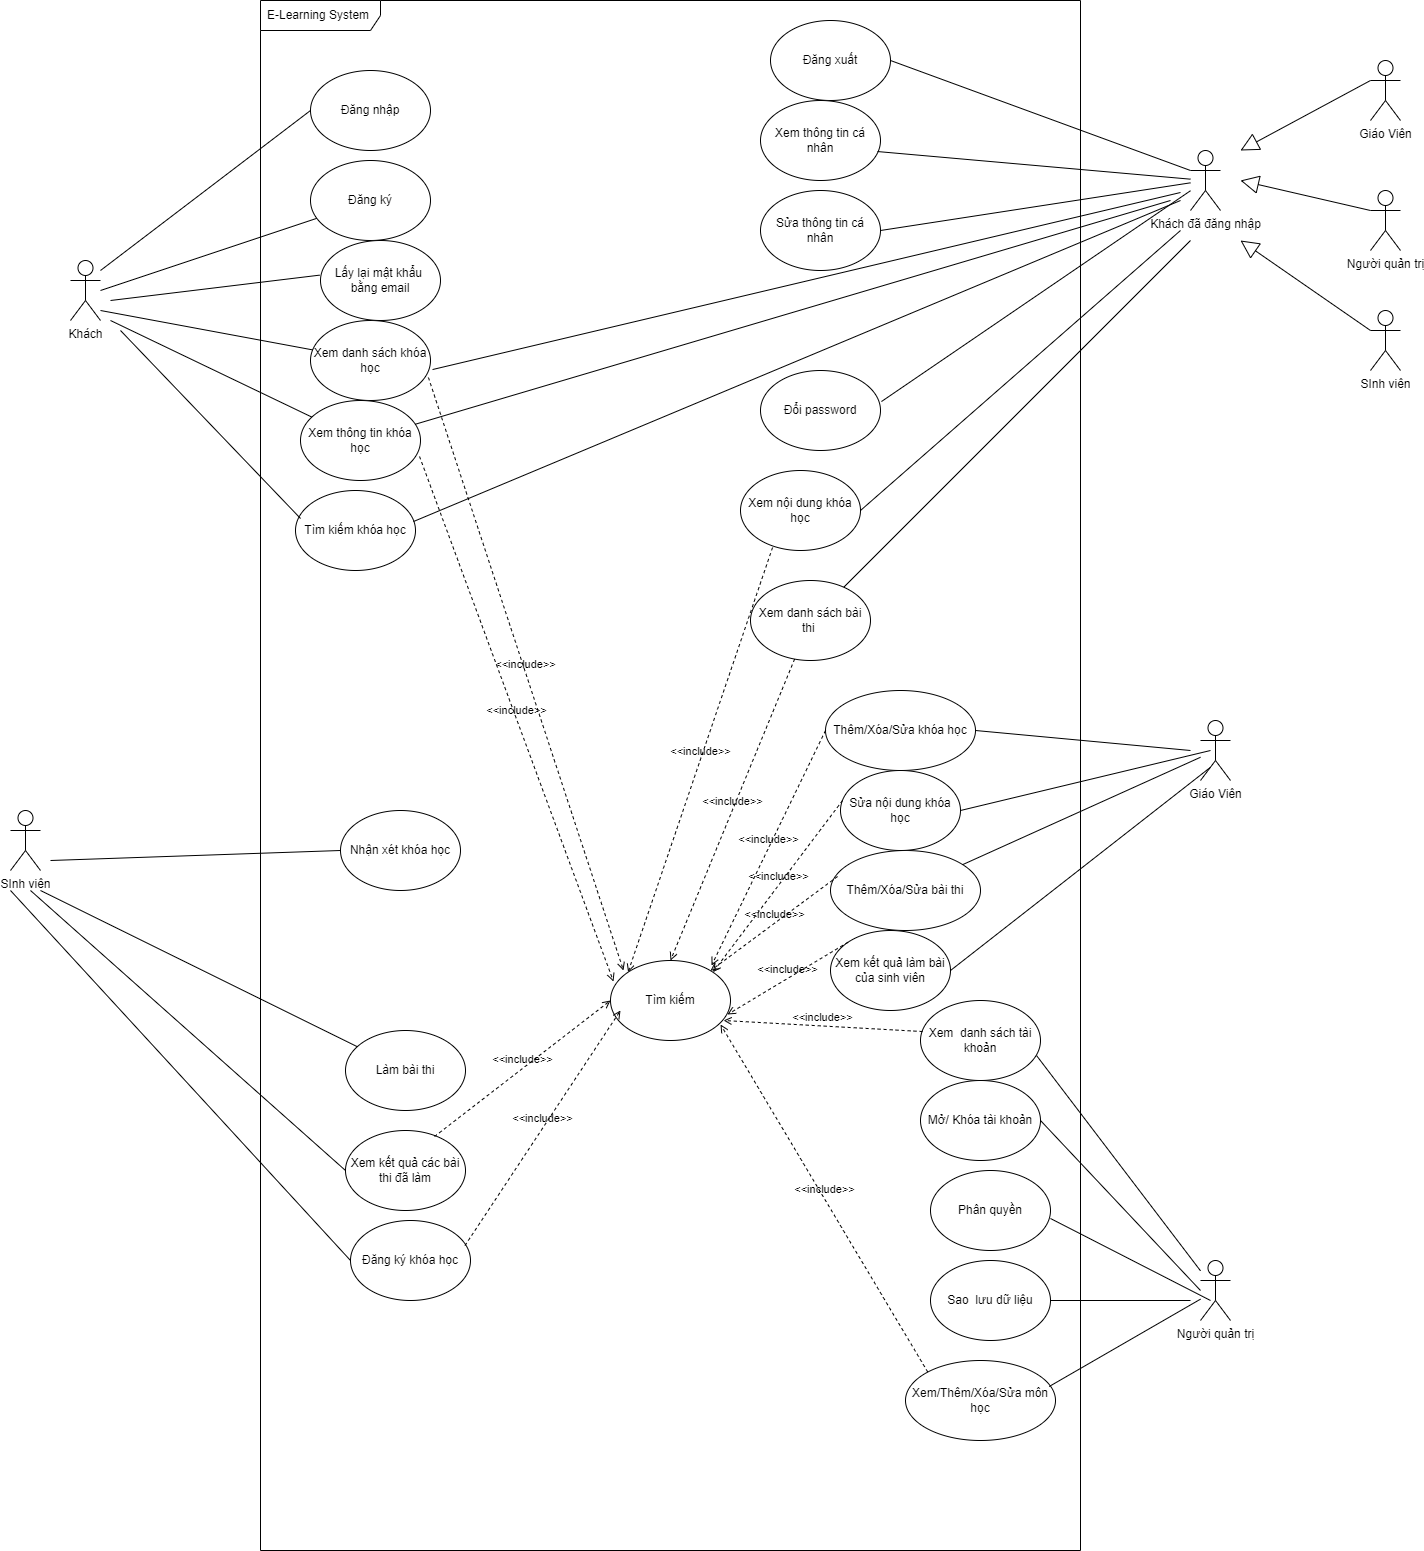 E-Learning System
Đăng xuất
Đăng nhập
Xem thông tin cá
nhân
Giáo Viên
Đăng ký
Sửa thông tin cá
nhân
Khách đã đăng nhập
Người quản trị
Lấy lại mật khẩu
bằng email
Khách
Xem danh sách khóa
học
SInh viên
Đổi password
Xem thông tin khóa
học
Xem nội dung khóa
học
Tìm kiếm khóa học
Xem danh sách bài
thi
<<include>>
<<include>>
<<include>>
Thêm/Xóa/Sửa khóa học
<<include>>
Sửa nội dung khóa
học
Giáo Viên
<<include>>
Nhận xét khóa học
<<include>>
Thêm/Xóa/Sửa bài thi
SInh viên
<<include>>
Xem kết quả làm bài
của sinh viên
<<include>>
Tìm kiếm
<<include>>
Xem  danh sách tài
khoản
<<include>>
Làm bài thi
<<include>>
Mở/ Khóa tài khoản
Xem kết quả các bài
thi đã làm
<<include>>
Phân quyền
Đăng ký khóa học
Sao  lưu dữ liệu
Người quản trị
Xem/Thêm/Xóa/Sửa môn
học